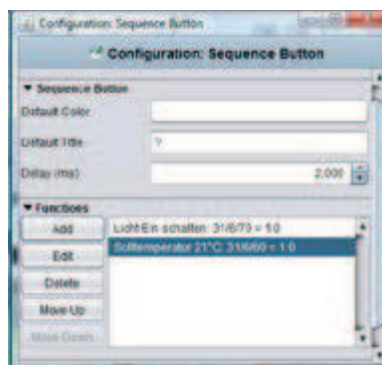 Configuration: Sequence Button
Configuration: Sequence Button
Sequence Button
Default Color
Default Title ?
Delay (ms) 2,000
Functions
Add
Licht Ein schalten: 31/6/79 = 1:0
Solltemperatur 21°C: 31/6/60 = 1:0
Edit
Delete
Move Up
Move Down